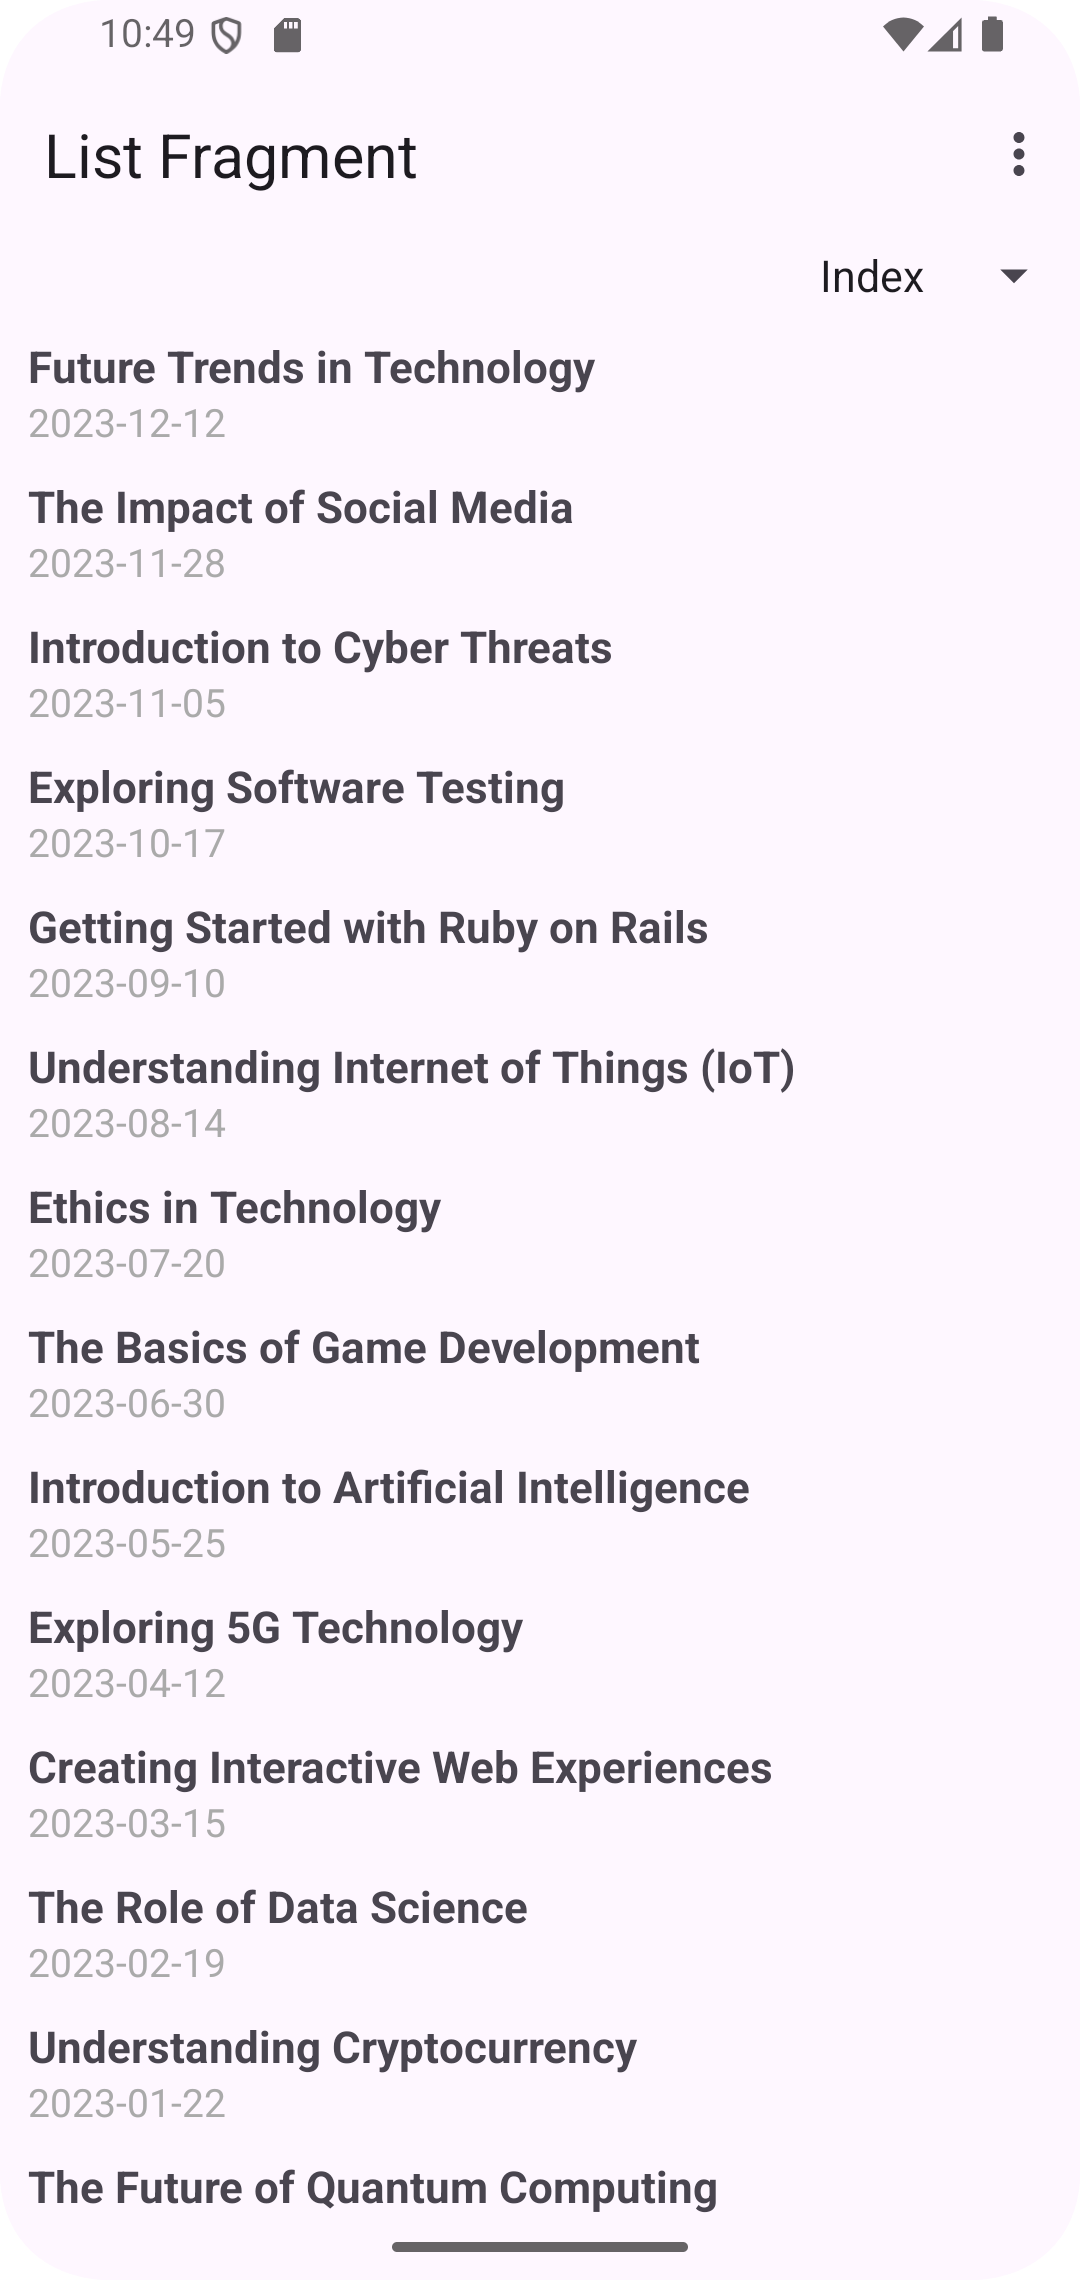 10:49
List Fragment
Index
Future Trends in Technology
2023-12-12
The Impact of Social Media
2023-11-28
Introduction to Cyber Threats
2023-11-05
Exploring Software Testing
2023-10-17
Getting Started with Ruby on Rails
2023-09-10
Understanding Internet of Things (IoT)
2023-08-14
Ethics in Technology
2023-07-20
The Basics of Game Development
2023-06-30
Introduction to Artificial Intelligence
2023-05-25
Exploring 5G Technology
2023-04-12
Creating Interactive Web Experiences
2023-03-15
The Role of Data Science
2023-02-19
Understanding Cryptocurrency
2023-01-22
The Future of Quantum Computing